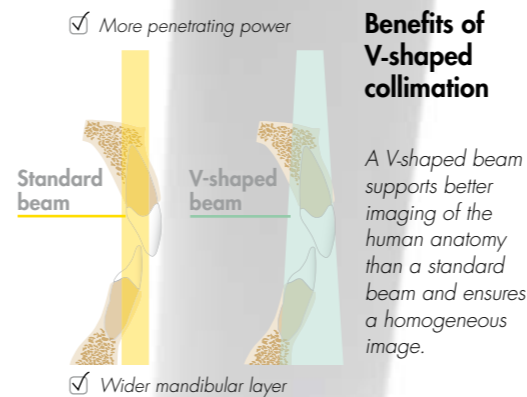 More penetrating power
Benefits of
V-shaped
collimation
Standard
beam
V-shaped
beam
A V-shaped beam
supports better
imaging of the
human anatomy
than a standard
beam and ensures
a homogeneous
image.
Wider mandibular layer